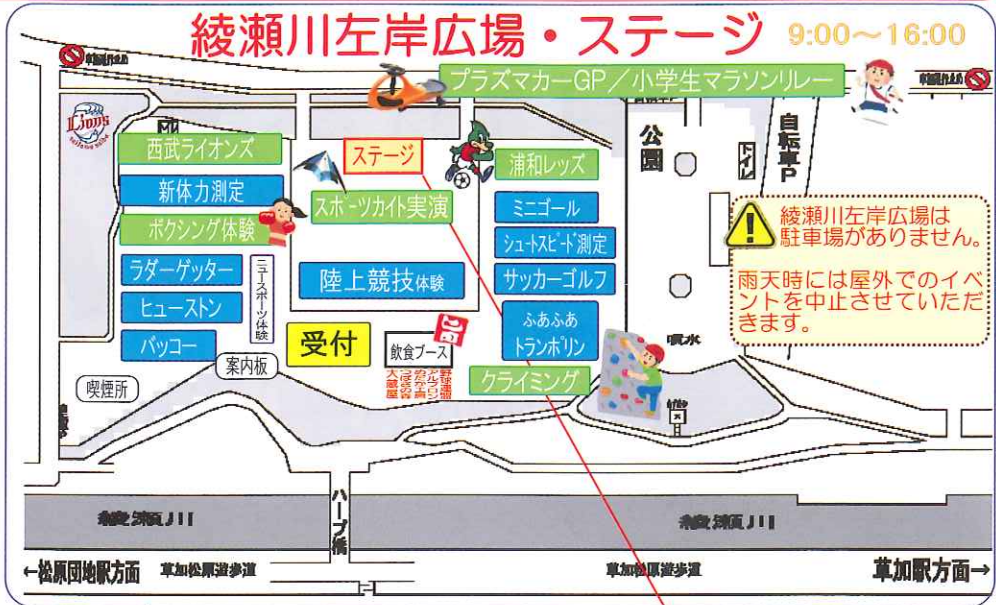 綾瀬川左岸広場・ステージ 9:00～16:00
プラズマカーGP／小学生マラソンリレー
Lions
西武ライオンズ
新体力測定
ボクシング体験
ラダーゲッター
ヒューストン
バッコー
ニュースポーツ体験
ステージ
スポーツカイト実演
陸上競技体験
受付
飲食ブース
案内板
喫煙所
浦和レッズ
ミニゴール
シュートスピード測定
サッカーゴルフ
ふあふあ
トランポリン
クライミング
公園
トイレ
自転車P
噴水
綾瀬川左岸広場は
駐車場がありません。
雨天時には屋外でのイベ
ントを中止させていただ
きます。
野球連盟
大蔵屋
綾瀬川
綾瀬川
ハープ橋
←松原団地駅方面
草加松原遊歩道
草加松原遊歩道
草加駅方面→